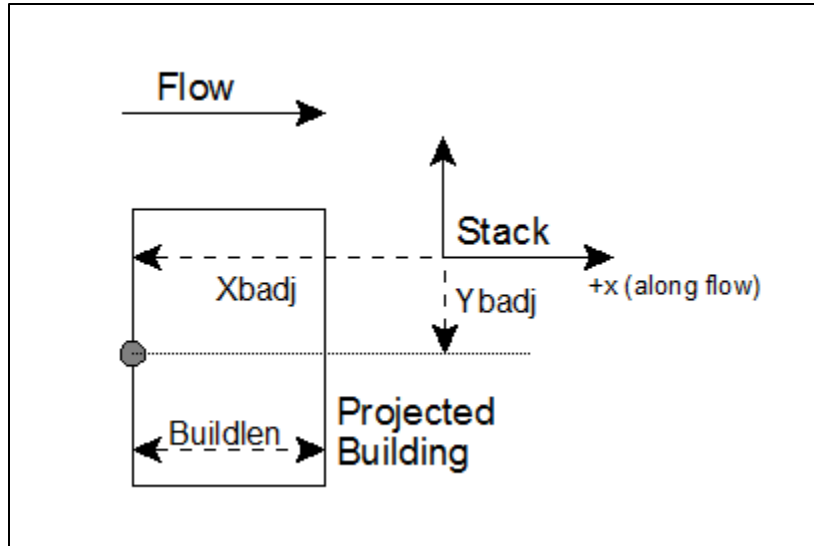 Flow
Stack
+x (along flow)
Xbadj
Ybadj
Buildlen
Projected
Building